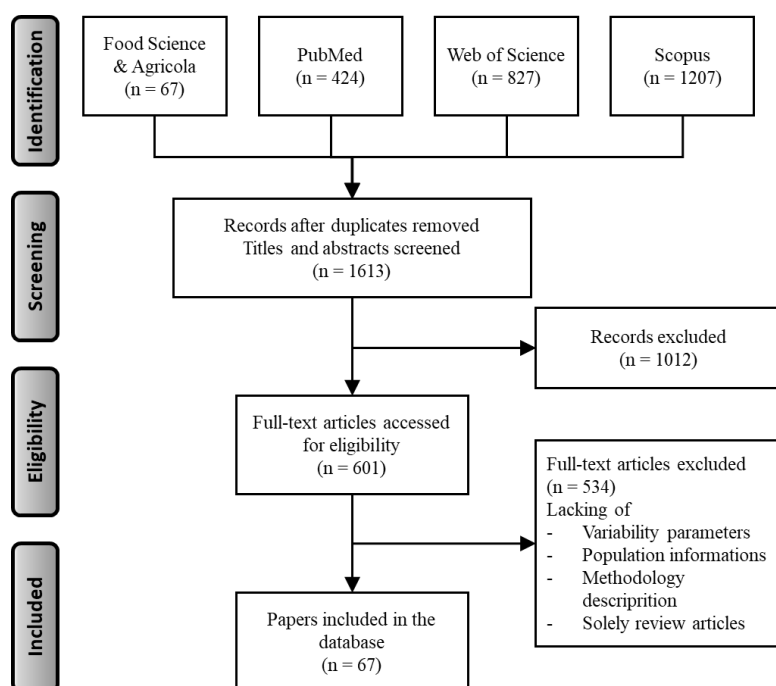 Identification
Food Science
& Agricola
(n = 67)
PubMed
(n = 424)
Web of Science
(n = 827)
Scopus
(n = 1207)
Screening
Records after duplicates removed
Titles and abstracts screened
(n = 1613)
Records excluded
(n = 1012)
Eligibility
Full-text articles accessed
for eligibility
(n = 601)
Full-text articles excluded
(n = 534)
Lacking of
- Variability parameters
- Population informations
- Methodology
descriprition
- Solely review articles
Included
Papers included in the
database
(n = 67)